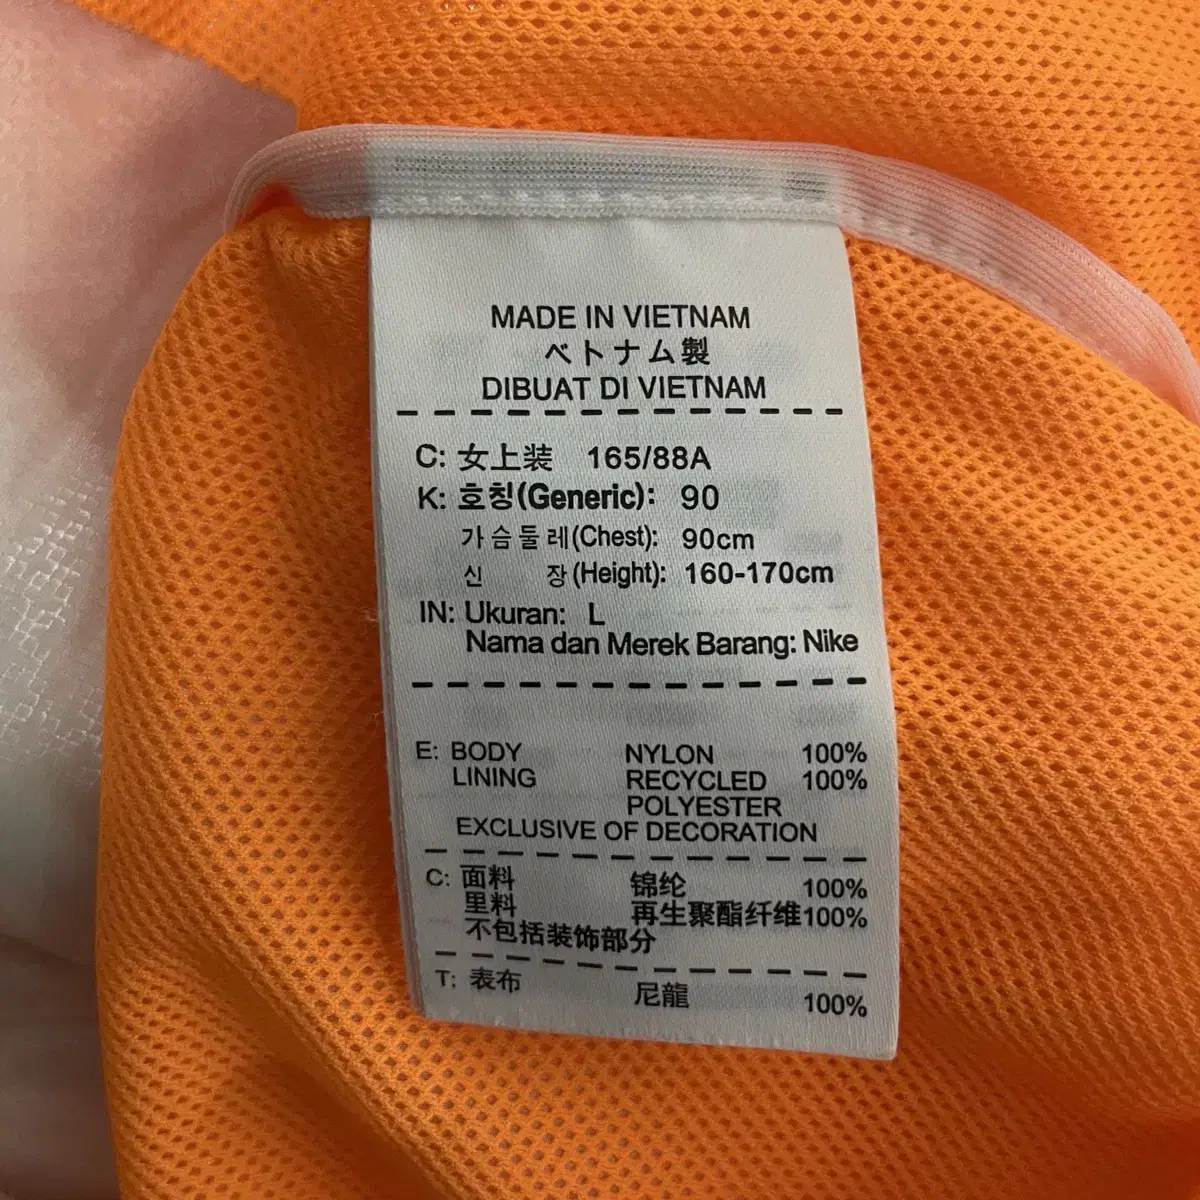 MADE IN VIETNAM
ベトナム製
DIBUAT DI VIETNAM
C: 女上装 165/88A
K: 호칭(Generic): 90
가슴둘레(Chest): 90cm
신 장(Height): 160-170cm
IN: Ukuran: L
Nama dan Merek Barang: Nike
E: BODY NYLON 100%
LINING RECYCLED 100%
POLYESTER
EXCLUSIVE OF DECORATION
C: 面料 锦纶 100%
里料 再生聚酯纤维100%
不包括装饰部分
T: 表布 尼龍 100%